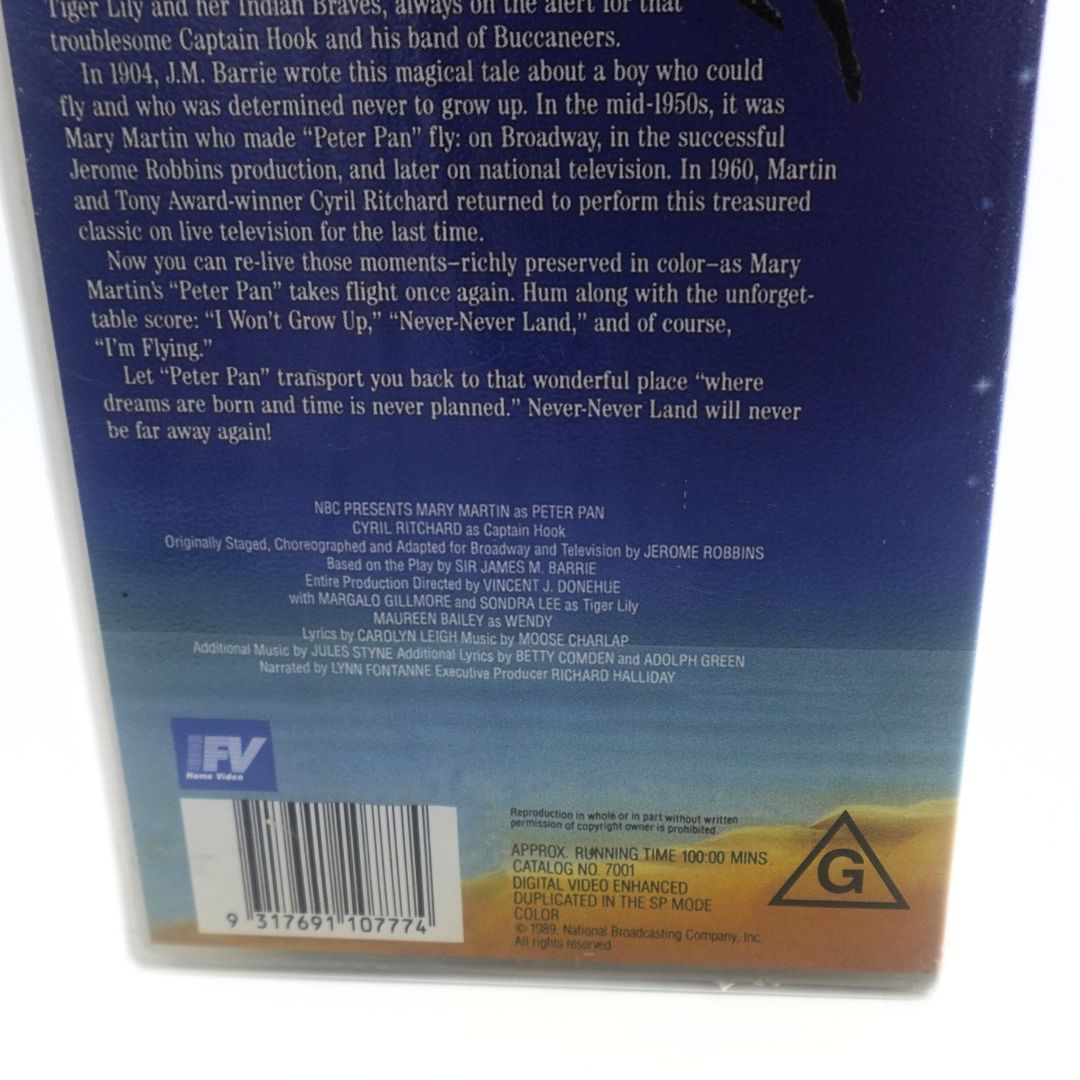 Tiger Lily and her Indian Braves, always on the alert for that
troublesome Captain Hook and his band of Buccaneers.
In 1904, J.M. Barrie wrote this magical tale about a boy who could
fly and who was determined never to grow up. In the mid-1950s, it was
Mary Martin who made “Peter Pan” fly: on Broadway, in the successful
Jerome Robbins production, and later on national television. In 1960, Martin
and Tony Award-winner Cyril Ritchard returned to perform this treasured
classic on live television for the last time.
Now you can re-live those moments–richly preserved in color–as Mary
Martin's “Peter Pan” takes flight once again. Hum along with the unforget-
table score: “I Won't Grow Up,” “Never-Never Land,” and of course,
“I'm Flying.”
Let “Peter Pan” transport you back to that wonderful place “where
dreams are born and time is never planned.” Never-Never Land will never
be far away again!
NBC PRESENTS MARY MARTIN as PETER PAN
CYRIL RITCHARD as Captain Hook
Originally Staged, Choreographed and Adapted for Broadway and Television by JEROME ROBBINS
Based on the Play by SIR JAMES M. BARRIE
Entire Production Directed by VINCENT J. DONEHUE
with MARGALO GILLMORE and SONDRA LEE as Tiger Lily
MAUREEN BAILEY as WENDY
Lyrics by CAROLYN LEIGH Music by MOOSE CHARLAP
Additional Music by JULES STYNE Additional Lyrics by BETTY COMDEN and ADOLPH GREEN
Narrated by LYNN FONTANNE Executive Producer RICHARD HALLIDAY
IFV
Home Video
9 317691 107774
Reproduction in whole or in part without written
permission of copyright owner is prohibited.
APPROX. RUNNING TIME 100:00 MINS.
CATALOG NO. 7001
DIGITAL VIDEO ENHANCED
DUPLICATED IN THE SP MODE
COLOR
© 1989. National Broadcasting Company, Inc.
All rights reserved
G